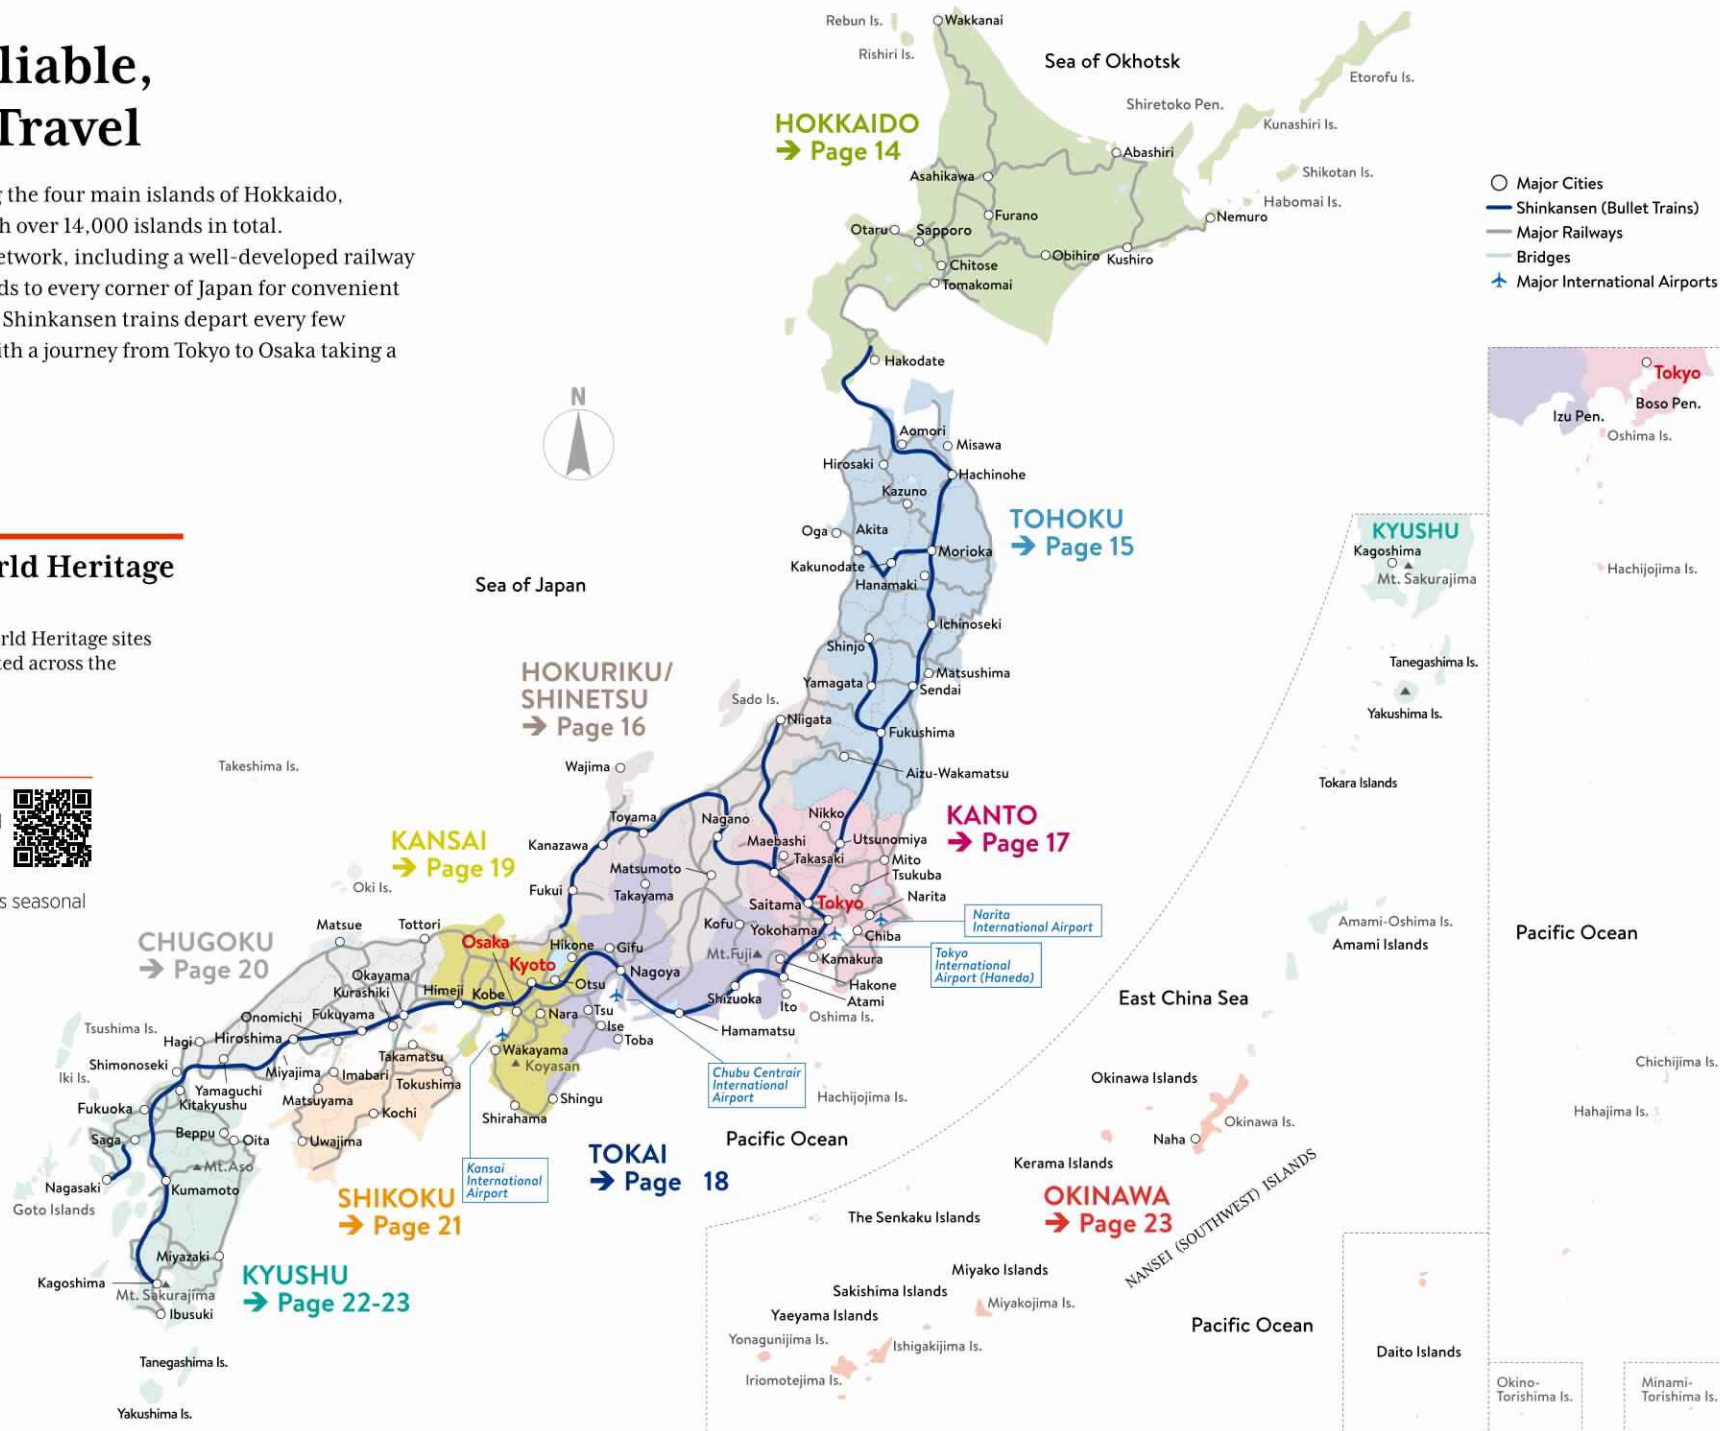 liable,
Travel
g the four main islands of Hokkaido,
h over 14,000 islands in total.
etwork, including a well-developed railway
ds to every corner of Japan for convenient
Shinkansen trains depart every few
ith a journey from Tokyo to Osaka taking a
rld Heritage
rld Heritage sites
ted across the
s seasonal
N
Major Cities
Shinkansen (Bullet Trains)
Major Railways
Bridges
Major International Airports
Rebun Is.
Wakkanai
Rishiri Is.
Sea of Okhotsk
Etorofu Is.
Shiretoko Pen.
Kunashiri Is.
HOKKAIDO
→ Page 14
Abashiri
Asahikawa
Shikotan Is.
Habomai Is.
Furano
Nemuro
Otaru
Sapporo
Obihiro
Kushiro
Chitose
Tomakomai
Hakodate
Aomori
Misawa
Hirosaki
Hachinohe
Kazuno
TOHOKU
→ Page 15
Oga
Akita
Morioka
Kakunodate
Hanamaki
Sea of Japan
Ichinoseki
Shinjo
Matsushima
Yamagata
Sendai
HOKURIKU/
SHINETSU
→ Page 16
Sado Is.
Niigata
Fukushima
Takeshima Is.
Wajima
Aizu-Wakamatsu
KANTO
→ Page 17
Toyama
Nagano
Nikko
Maebashi
Utsunomiya
KANSAI
→ Page 19
Kanazawa
Takasaki
Mito
Matsumoto
Tsukuba
Oki Is.
Fukui
Takayama
Saitama
Tokyo
Narita
Narita
International Airport
Matsue
Tottori
Kofu
Yokohama
Chiba
CHUGOKU
→ Page 20
Osaka
Hikone
Gifu
Mt.Fuji
Kamakura
Tokyo
International
Airport (Haneda)
Kyoto
Nagoya
Okayama
Otsu
Hakone
Kurashiki
Himeji
Kobe
Shizuoka
Atami
Onomichi
Fukuyama
Nara
Tsu
Ito
Oshima Is.
Tsushima Is.
Hagi
Hiroshima
Ise
Hamamatsu
Toba
Takamatsu
Wakayama
Shimonoseki
Koyasan
Iki Is.
Miyajima
Imabari
Tokushima
Chubu Centrair
International
Airport
Yamaguchi
Matsuyama
Kitakyushu
Shingu
Hachijojima Is.
Fukuoka
Kochi
Shirahama
Saga
Beppu
Oita
Uwajima
Pacific Ocean
TOKAI
→ Page 18
Mt.Aso
Kansai
International
Airport
Nagasaki
Kumamoto
SHIKOKU
→ Page 21
Goto Islands
Miyazaki
KYUSHU
→ Page 22-23
Kagoshima
Mt. Sakurajima
Ibusuki
Tanegashima Is.
Yakushima Is.
Tokyo
Izu Pen.
Boso Pen.
Oshima Is.
KYUSHU
Kagoshima
Mt. Sakurajima
Hachijojima Is.
Tanegashima Is.
Yakushima Is.
Tokara Islands
Amami-Oshima Is.
Amami Islands
Pacific Ocean
East China Sea
Chichijima Is.
Okinawa Islands
Hahajima Is.
Okinawa Is.
Naha
Kerama Islands
OKINAWA
→ Page 23
NANSEI (SOUTHWEST) ISLANDS
The Senkaku Islands
Miyako Islands
Sakishima Islands
Miyakojima Is.
Yaeyama Islands
Pacific Ocean
Yonagunijima Is.
Ishigakijima Is.
Iriomotejima Is.
Daito Islands
Okino-
Torishima Is.
Minami-
Torishima Is.